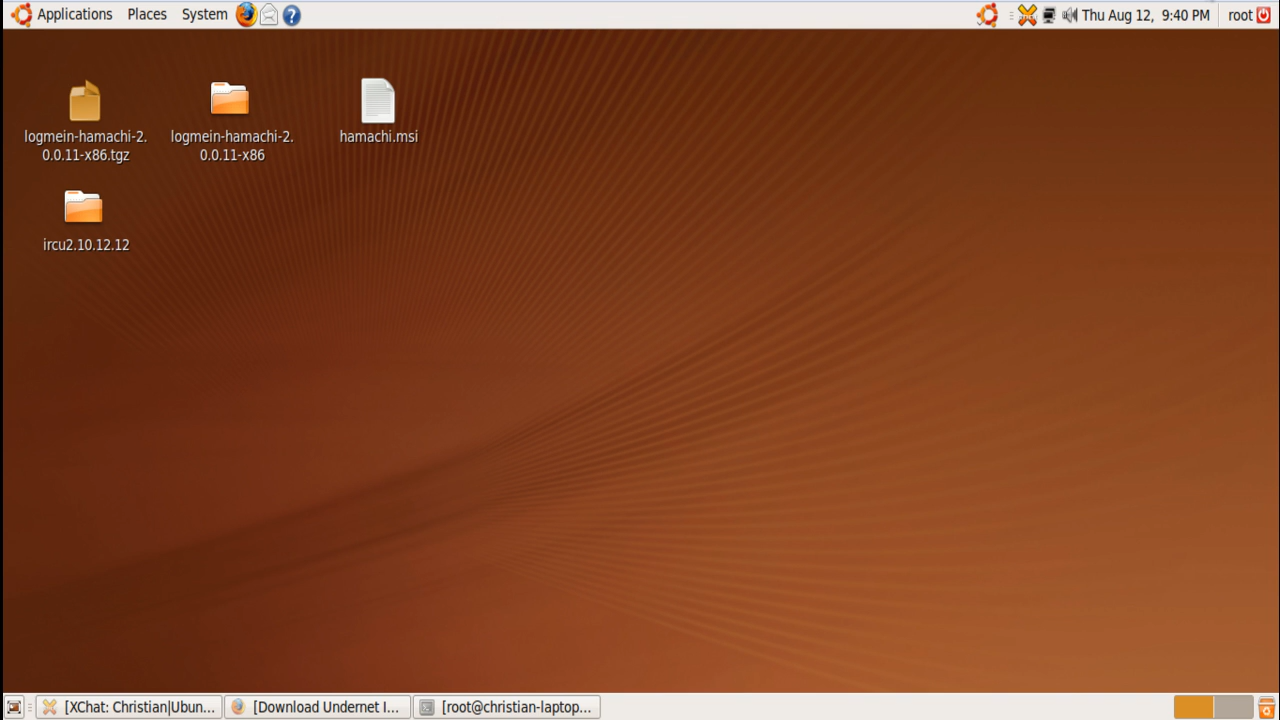 Applications Places System
Thu Aug 12, 9:40 PM root
logmein-hamachi-2.
0.0.11-x86.tgz
logmein-hamachi-2.
0.0.11-x86
hamachi.msi
ircu2.10.12.12
[XChat: Christian|Ubun... [Download Undernet I... [root@christian-laptop...